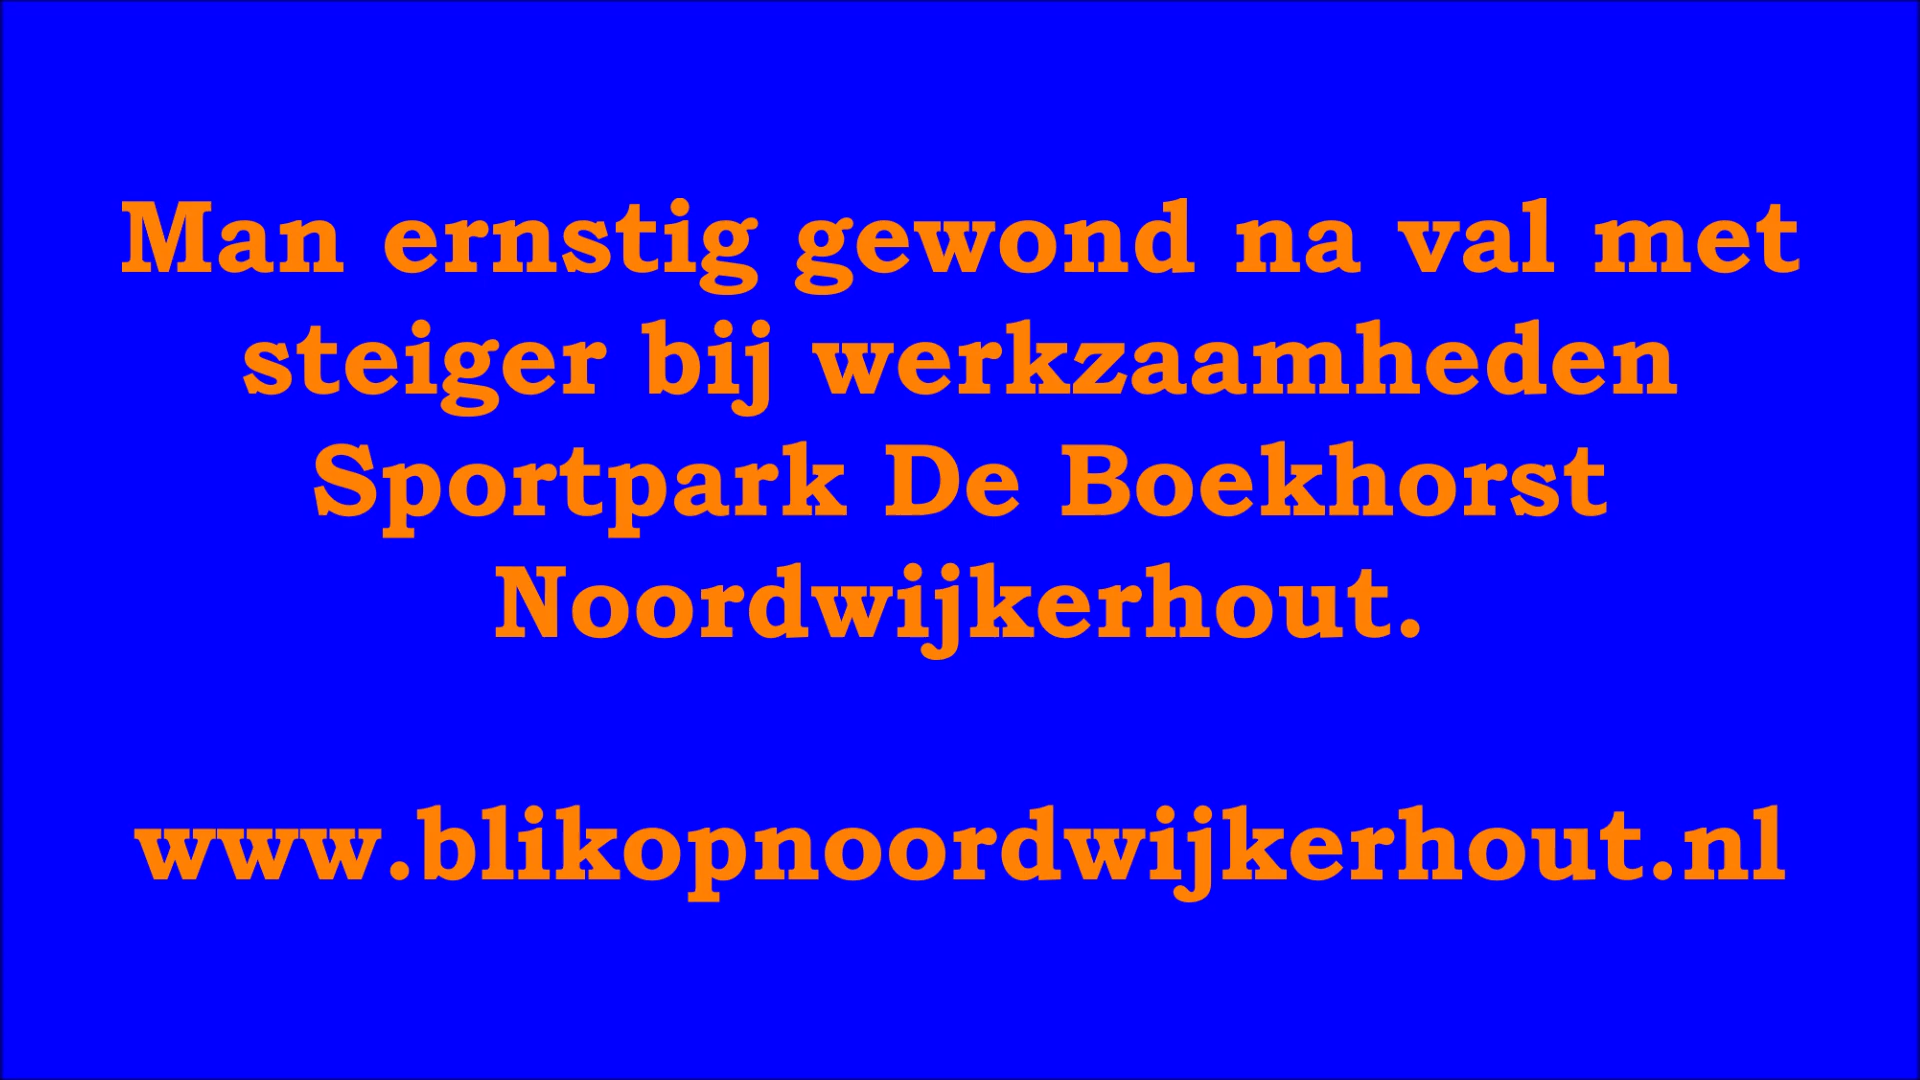 Man ernstig gewond na val met
steiger bij werkzaamheden
Sportpark De Boekhorst
Noordwijkerhout.
www.blikopnoordwijkerhout.nl